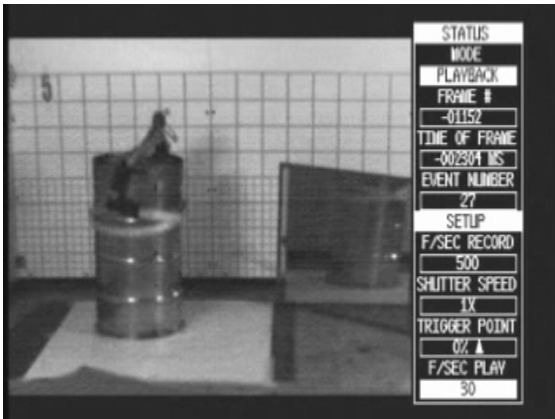 5
STATUS
MODE
PLAYBACK
FRAME #
-01152
TIME OF FRAME
-002304 MS
EVENT NUMBER
27
SETUP
F/SEC RECORD
500
SHUTTER SPEED
1X
TRIGGER POINT
0% ▲
F/SEC PLAY
30